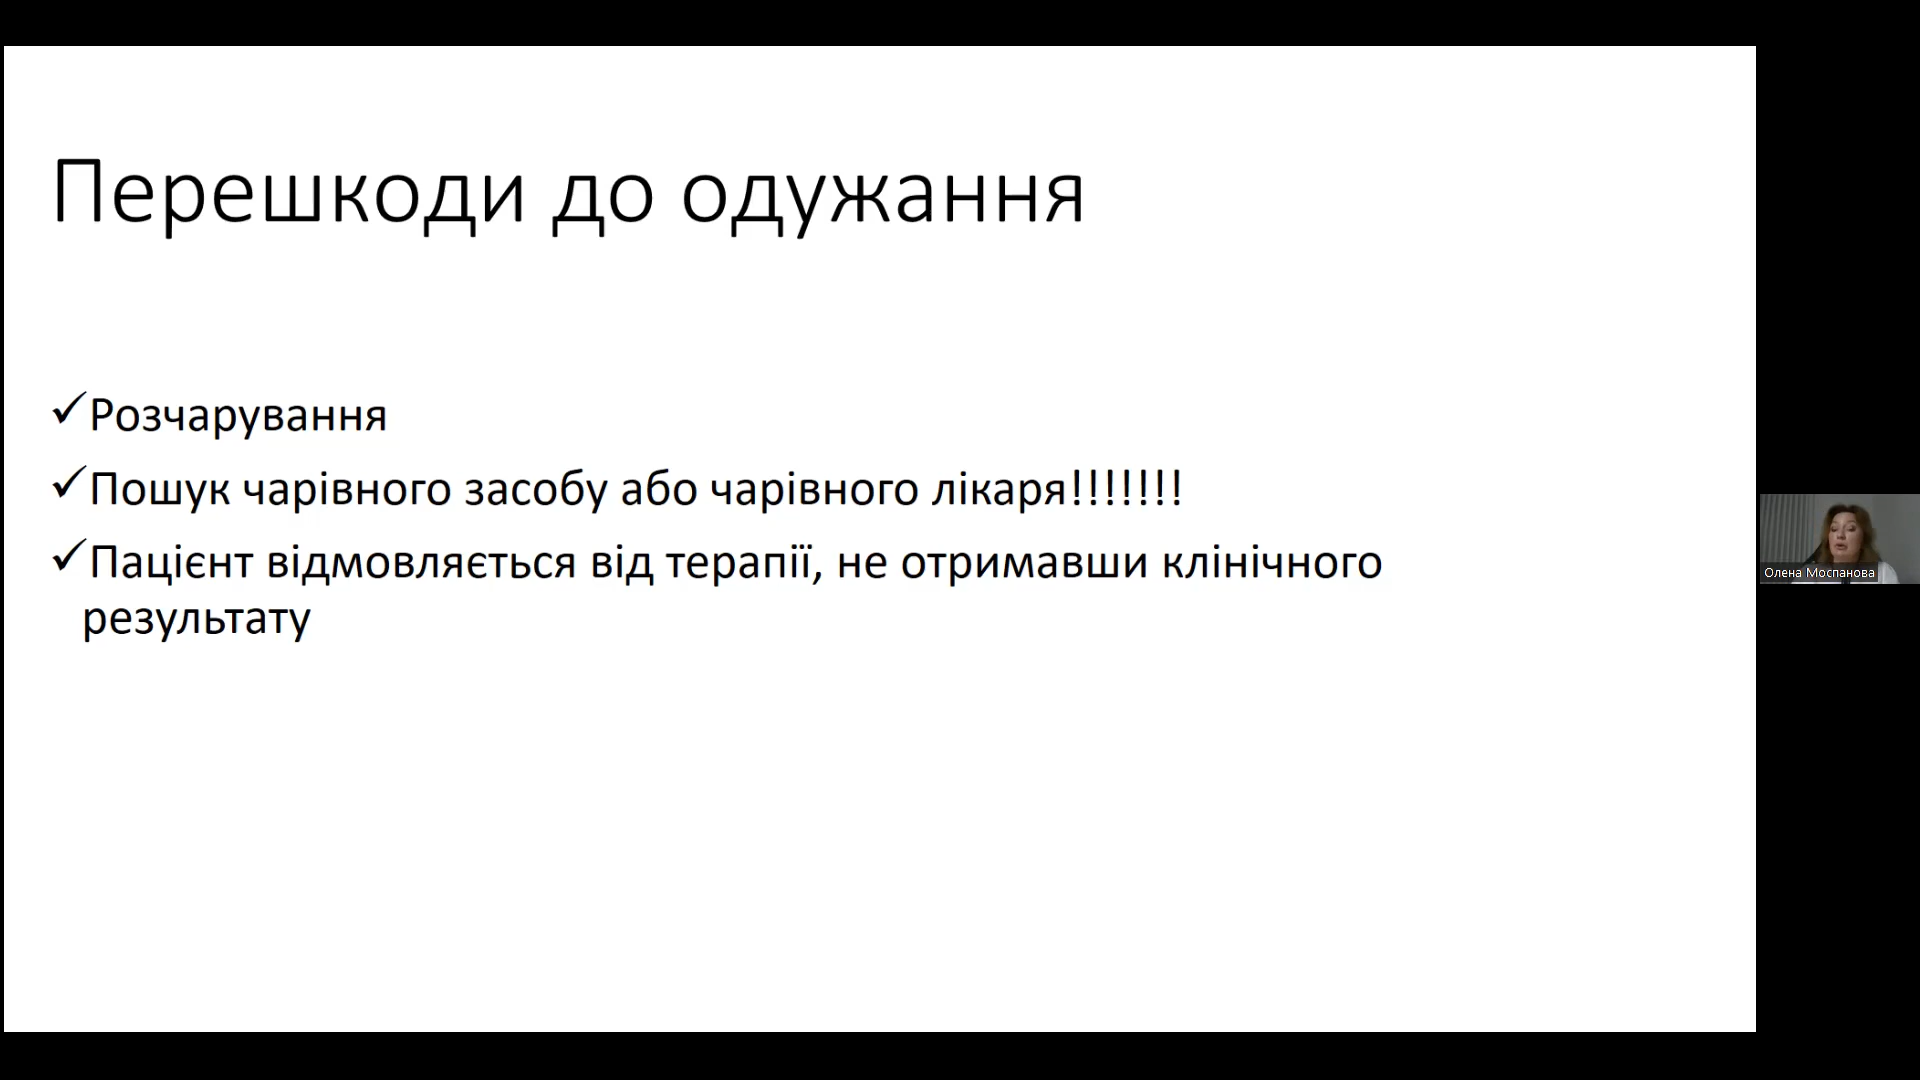 Перешкоди до одужання
✓Розчарування
✓Пошук чарівного засобу або чарівного лікаря!!!!!!!
✓Пацієнт відмовляється від терапії, не отримавши клінічного
результату
Олена Моспанова